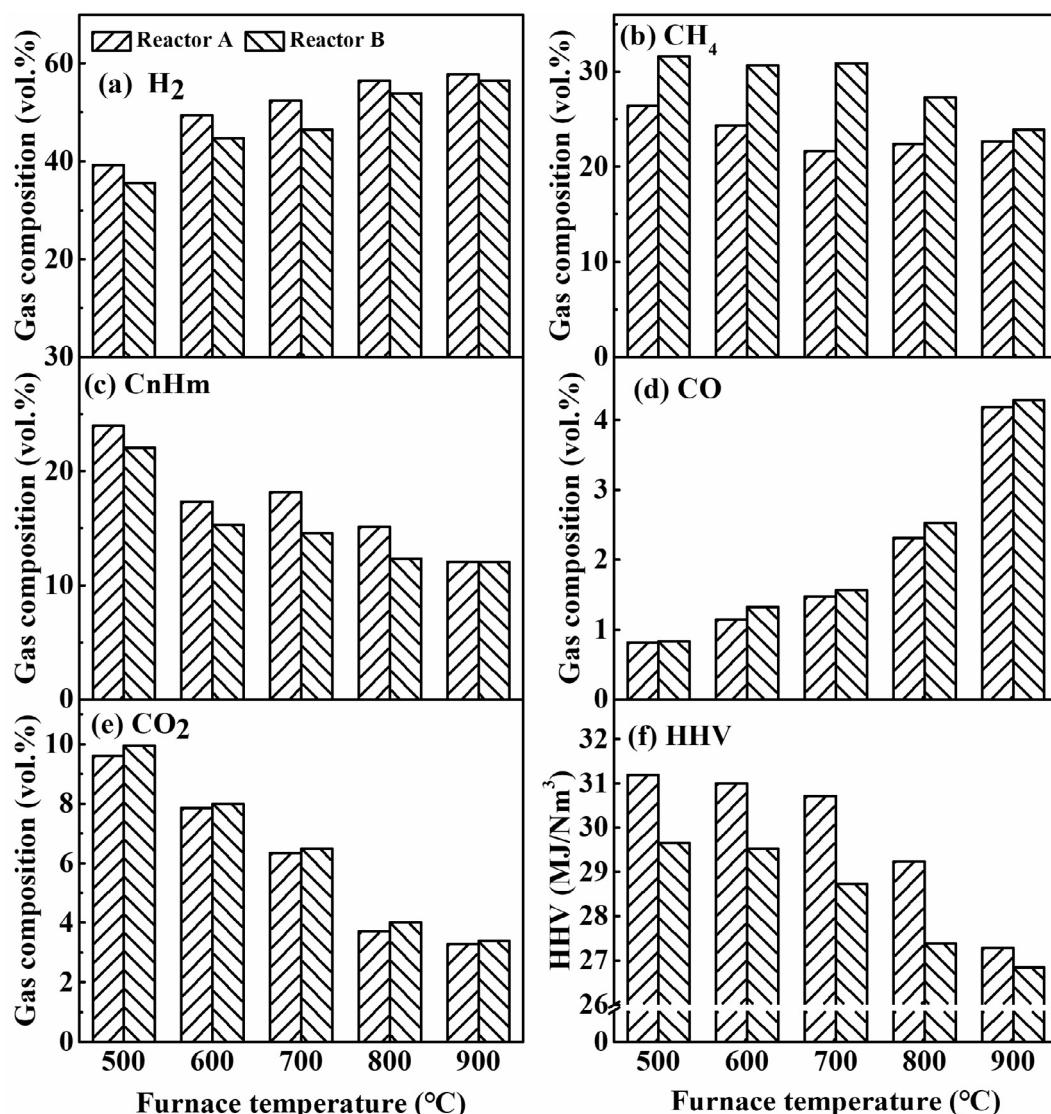 Reactor A
Reactor B
(a) H2
Gas composition (vol.%)
60
40
20
30
(b) CH4
Gas composition (vol.%)
30
20
10
0
(c) CnHm
Gas composition (vol.%)
20
10
0
(d) CO
Gas composition (vol.%)
4
3
2
1
0
(e) CO2
Gas composition (vol.%)
10
8
6
4
2
0
500 600 700 800 900
Furnace temperature (°C)
(f) HHV
HHV (MJ/Nm³)
32
31
30
29
28
27
26
0
500 600 700 800 900
Furnace temperature (°C)